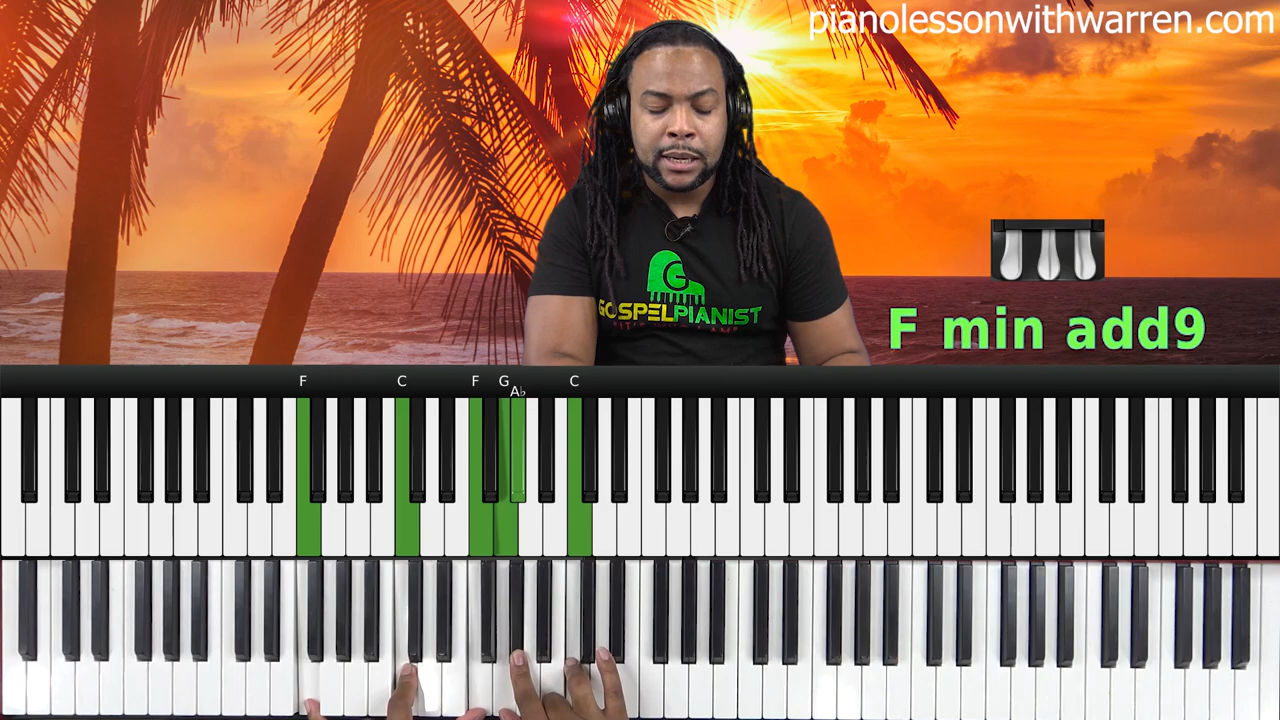 pianolessonwithwarren.com
G
GOSPELPIANIST
F min add9
F C F G A♭ C